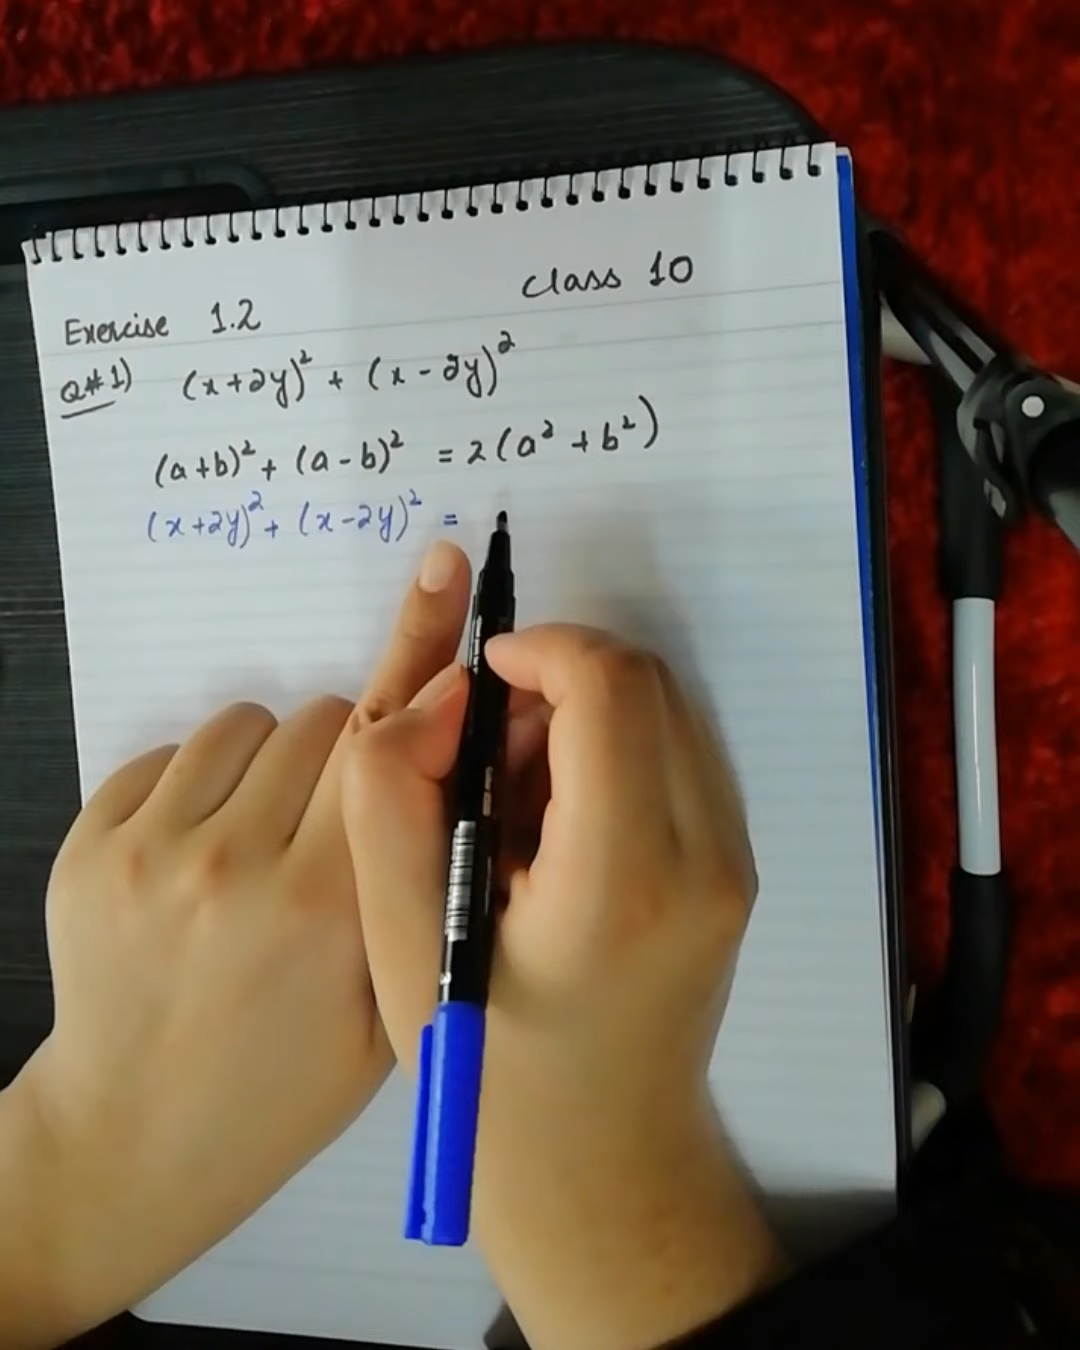 Class 10
Exercise 1.2
Q#1) (x+2y)² + (x-2y)²
(a+b)² + (a-b)² = 2(a² + b²)
(x+2y)² + (x-2y)² =